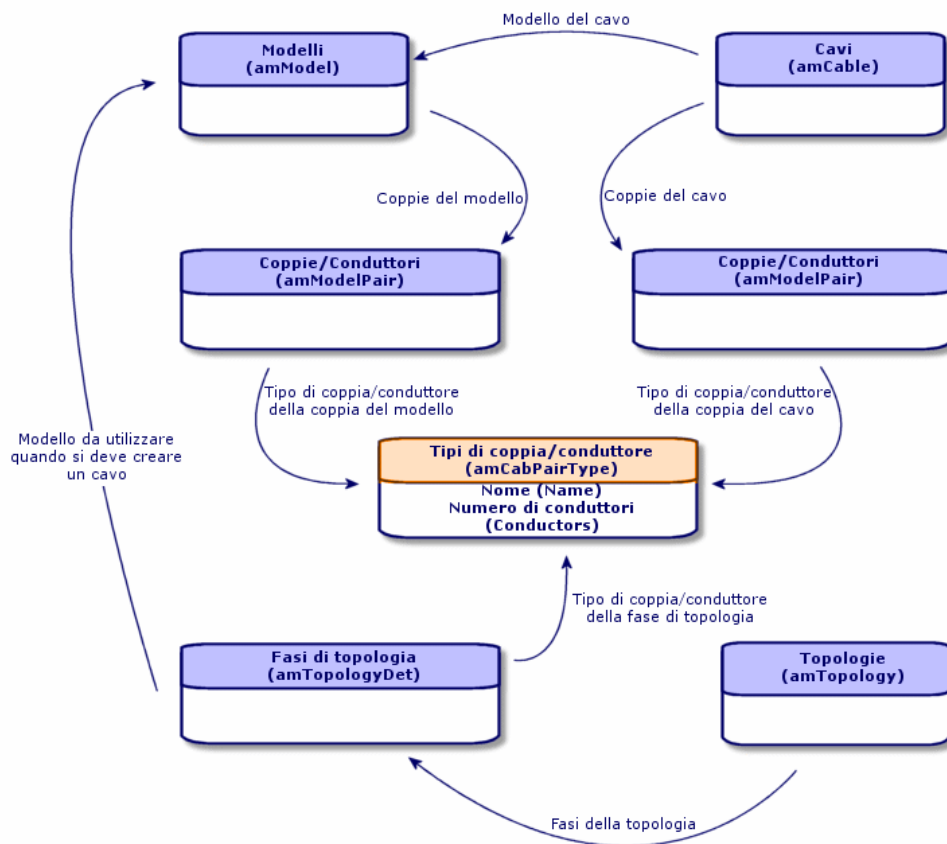 Modello del cavo
Modelli
(amModel)
Cavi
(amCable)
Coppie del modello
Coppie del cavo
Coppie/Conduttori
(amModelPair)
Coppie/Conduttori
(amModelPair)
Tipo di coppia/conduttore
della coppia del modello
Tipo di coppia/conduttore
della coppia del cavo
Modello da utilizzare
quando si deve creare
un cavo
Tipi di coppia/conduttore
(amCabPairType)
Nome (Name)
Numero di conduttori
(Conductors)
Tipo di coppia/conduttore
della fase di topologia
Fasi di topologia
(amTopologyDet)
Topologie
(amTopology)
Fasi della topologia